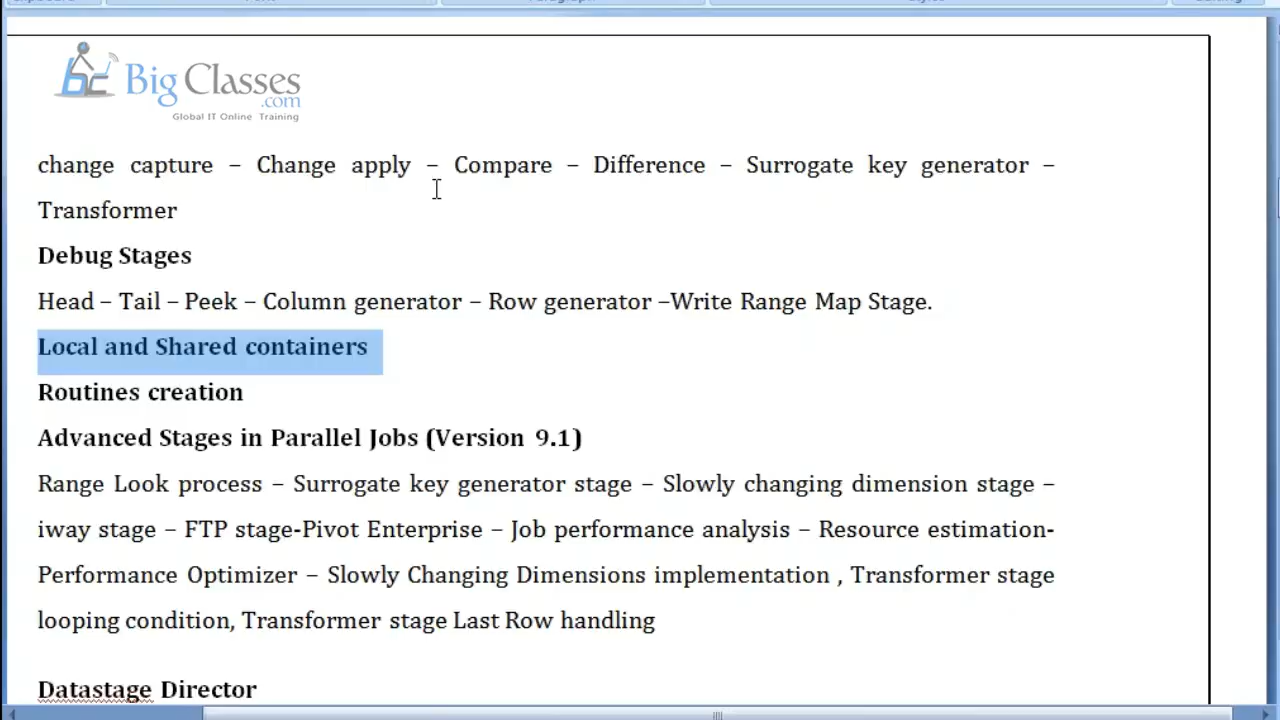 Big Classes
.com
Global IT Online Training
change capture – Change apply – Compare – Difference – Surrogate key generator –
Transformer
Debug Stages
Head – Tail – Peek – Column generator – Row generator –Write Range Map Stage.
Local and Shared containers
Routines creation
Advanced Stages in Parallel Jobs (Version 9.1)
Range Look process – Surrogate key generator stage – Slowly changing dimension stage –
iway stage – FTP stage-Pivot Enterprise – Job performance analysis – Resource estimation-
Performance Optimizer – Slowly Changing Dimensions implementation , Transformer stage
looping condition, Transformer stage Last Row handling
Datastage Director